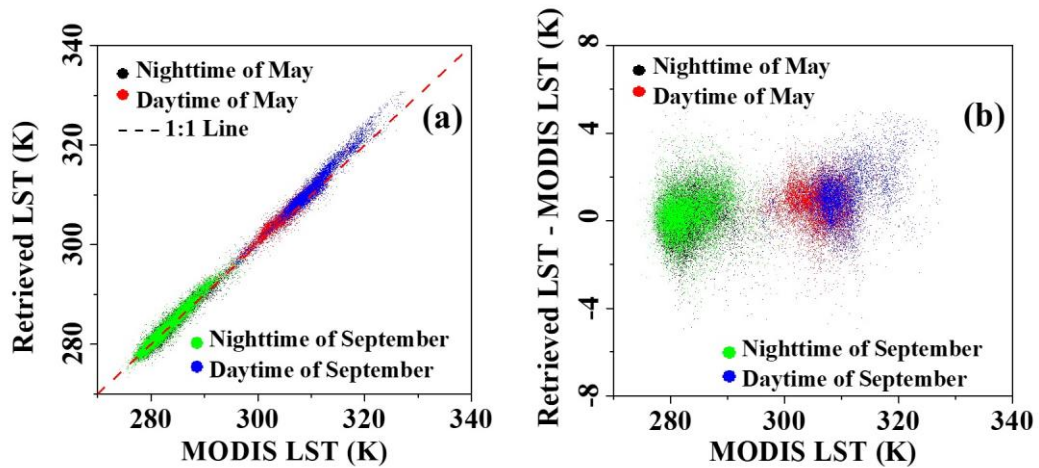 340
Nighttime of May
Daytime of May
1:1 Line
(a)
320
300
280
Retrieved LST (K)
Nighttime of September
Daytime of September
280
300
320
340
MODIS LST (K)
8
Nighttime of May
Daytime of May
(b)
4
0
-4
-8
Retrieved LST - MODIS LST (K)
Nighttime of September
Daytime of September
280
300
320
340
MODIS LST (K)